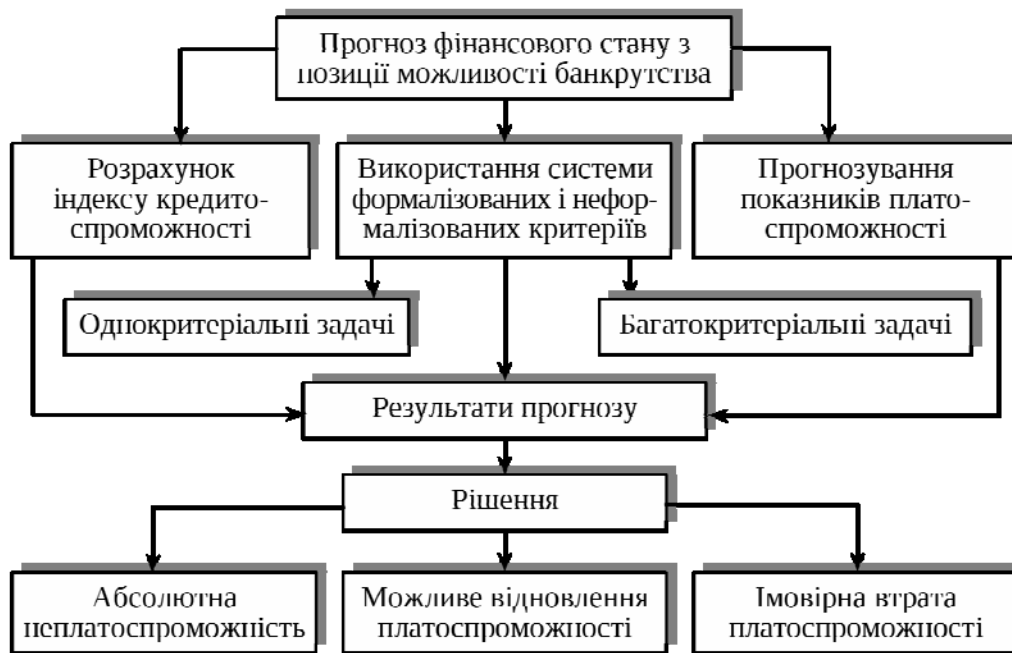 Прогноз фінансового стану з
позиції можливості банкрутства
Розрахунок
індексу кредито-
спроможності
Використання системи
формалізованих і нефор-
малізованих критеріїв
Прогнозування
показників плато-
спроможності
Однокритеріальні задачі
Багатокритеріальні задачі
Результати прогнозу
Рішення
Абсолютна
неплатоспроможність
Можливе відновлення
платоспроможності
Імовірна втрата
платоспроможності